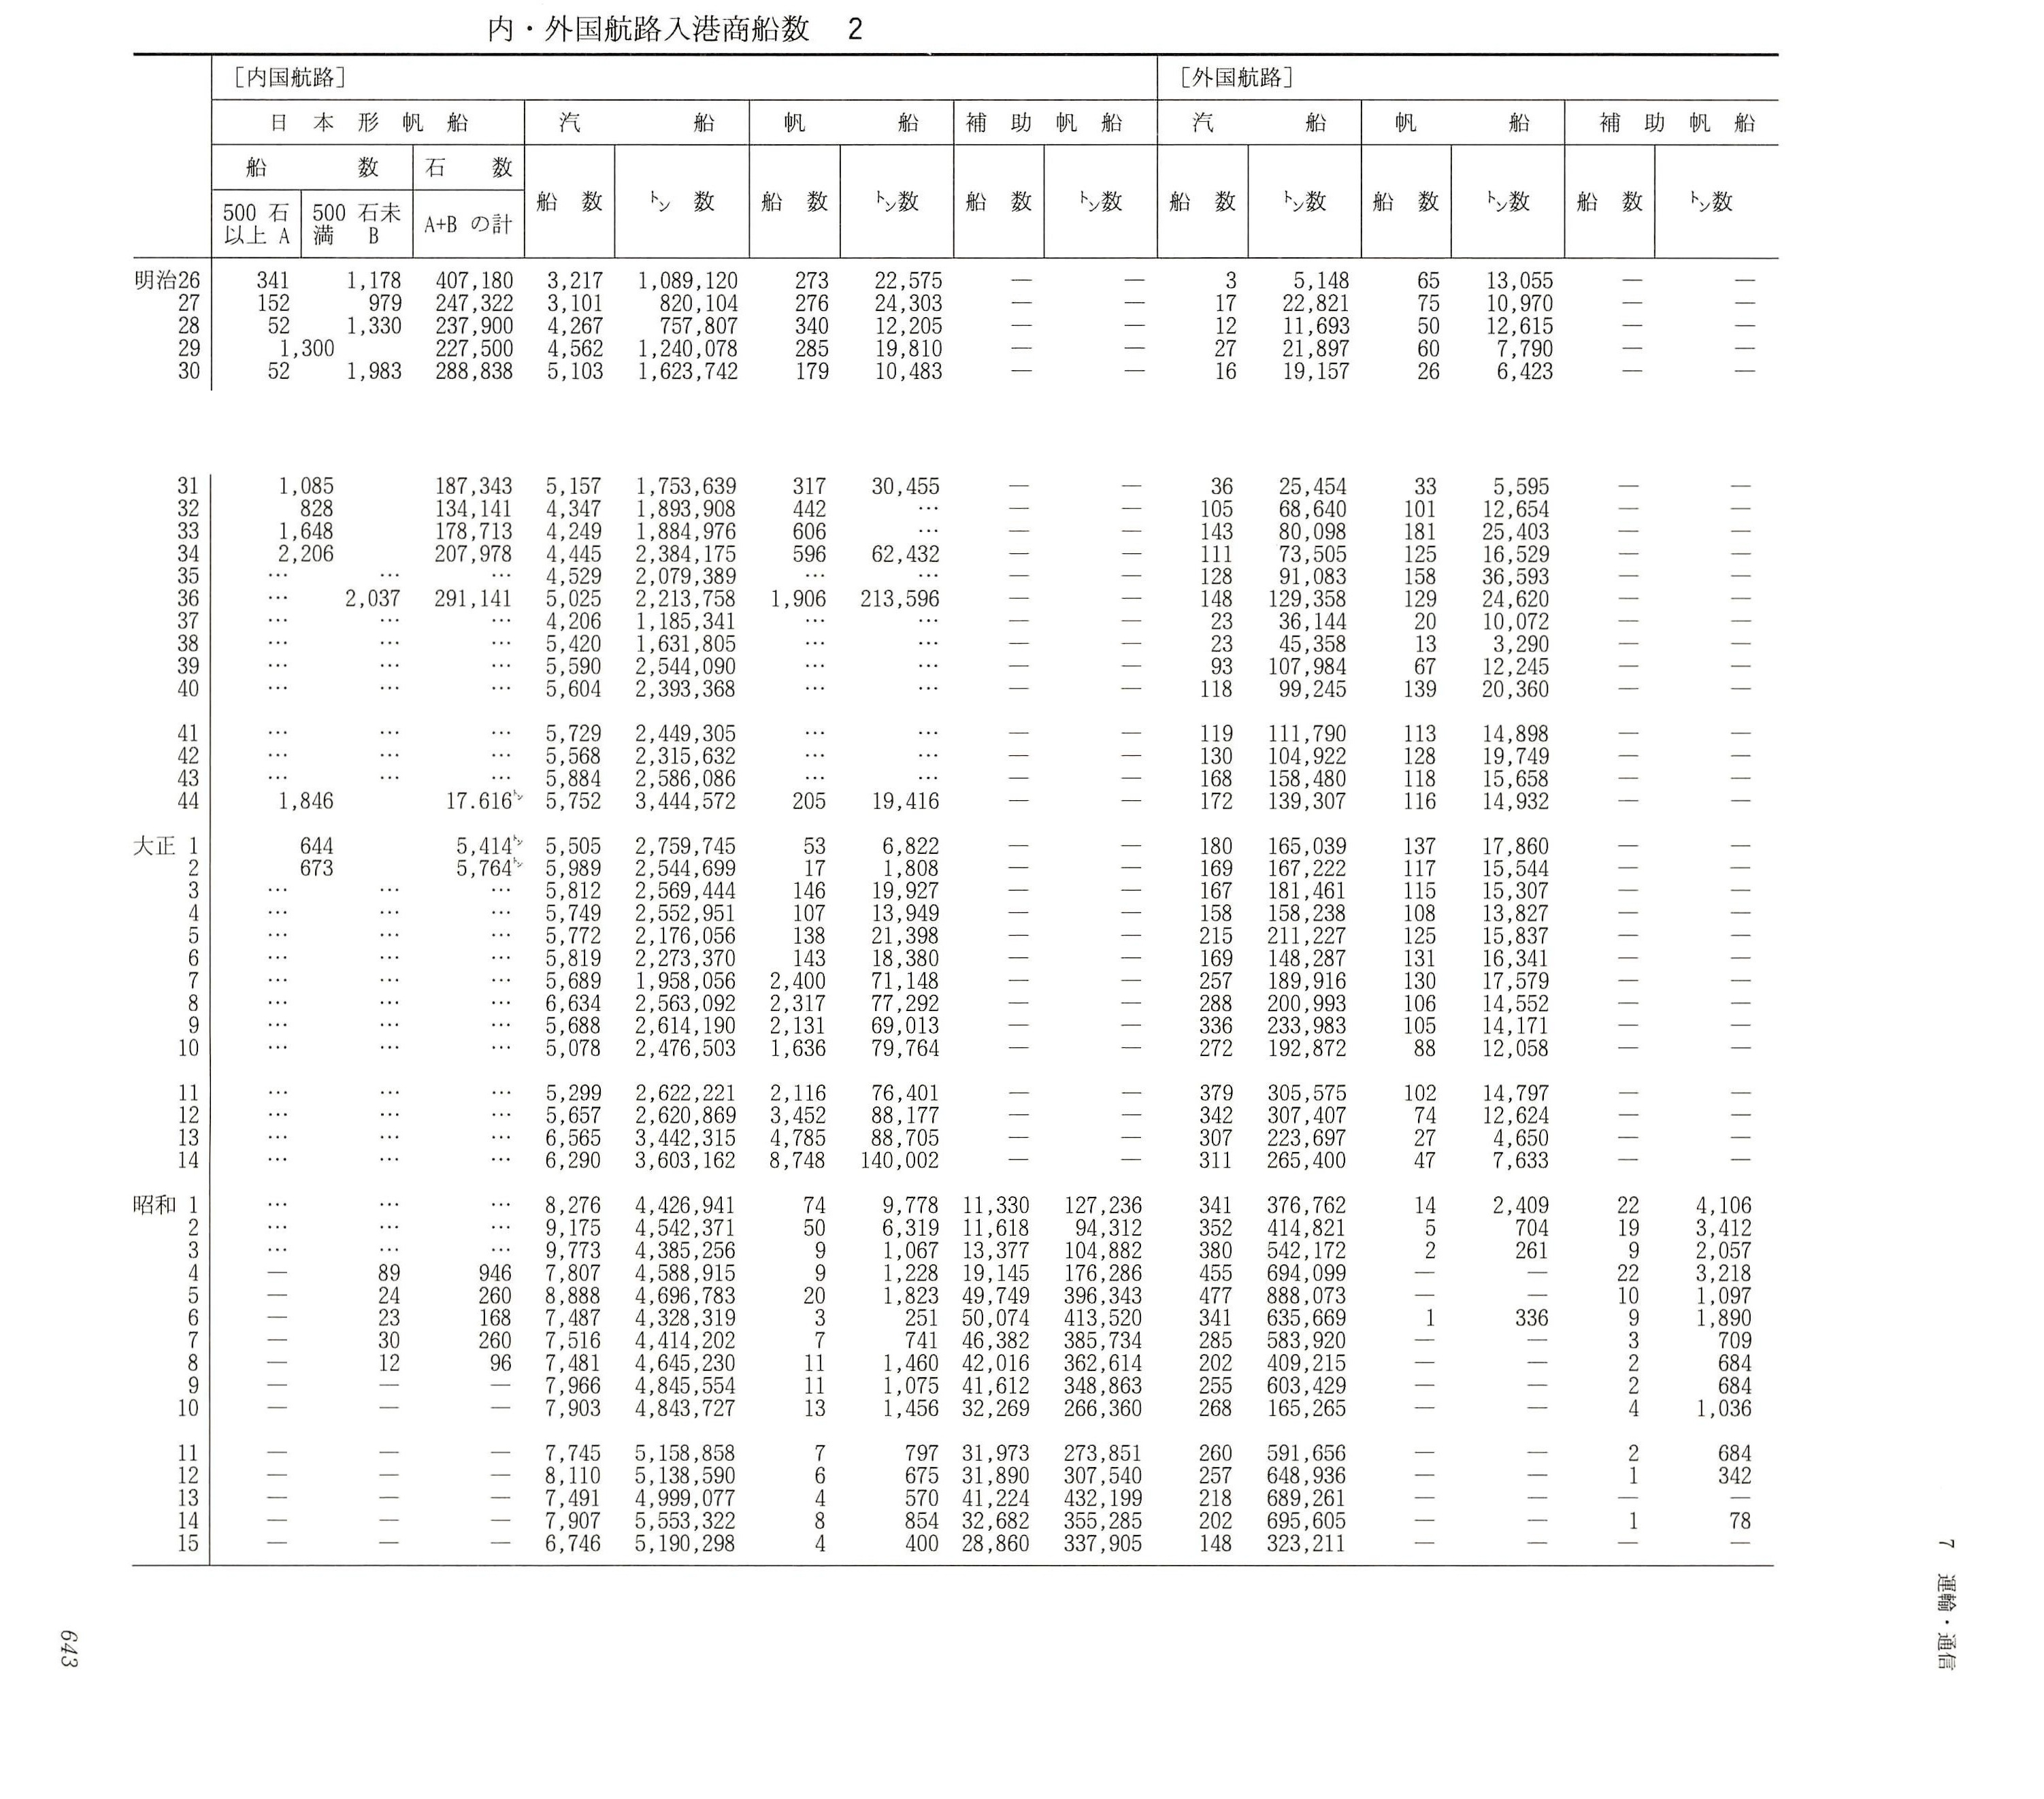 内・外国航路入港商船数 2
［内国航路］ ［外国航路］
日本形帆船 汽船 帆船 補助帆船 汽船 帆船 補助帆船
船数 石数 船数 トン数 船数 トン数 船数 トン数 船数 トン数 船数 トン数 船数 トン数
500 石以上 A 500 石未満 B A+B の計
明治26 341 1,178 407,180 3,217 1,089,120 273 22,575 — — 3 5,148 65 13,055 — —
27 152 979 247,322 3,101 820,104 276 24,303 — — 17 22,821 75 10,970 — —
28 52 1,330 237,900 4,267 757,807 340 12,205 — — 12 11,693 50 12,615 — —
29 1,300 227,500 4,562 1,240,078 285 19,810 — — 27 21,897 60 7,790 — —
30 52 1,983 288,838 5,103 1,623,742 179 10,483 — — 16 19,157 26 6,423 — —
31 1,085 187,343 5,157 1,753,639 317 30,455 — — 36 25,454 33 5,595 — —
32 828 134,141 4,347 1,893,908 442 … — — 105 68,640 101 12,654 — —
33 1,648 178,713 4,249 1,884,976 606 … — — 143 80,098 181 25,403 — —
34 2,206 207,978 4,445 2,384,175 596 62,432 — — 111 73,505 125 16,529 — —
35 … … … 4,529 2,079,389 … … — — 128 91,083 158 36,593 — —
36 … 2,037 291,141 5,025 2,213,758 1,906 213,596 — — 148 129,358 129 24,620 — —
37 … … … 4,206 1,185,341 … … — — 23 36,144 20 10,072 — —
38 … … … 5,420 1,631,805 … … — — 23 45,358 13 3,290 — —
39 … … … 5,590 2,544,090 … … — — 93 107,984 67 12,245 — —
40 … … … 5,604 2,393,368 … … — — 118 99,245 139 20,360 — —
41 … … … 5,729 2,449,305 … … — — 119 111,790 113 14,898 — —
42 … … … 5,568 2,315,632 … … — — 130 104,922 128 19,749 — —
43 … … … 5,884 2,586,086 … … — — 168 158,480 118 15,658 — —
44 1,846 17.616トン 5,752 3,444,572 205 19,416 — — 172 139,307 116 14,932 — —
大正 1 644 5,414トン 5,505 2,759,745 53 6,822 — — 180 165,039 137 17,860 — —
2 673 5,764トン 5,989 2,544,699 17 1,808 — — 169 167,222 117 15,544 — —
3 … … … 5,812 2,569,444 146 19,927 — — 167 181,461 115 15,307 — —
4 … … … 5,749 2,552,951 107 13,949 — — 158 158,238 108 13,827 — —
5 … … … 5,772 2,176,056 138 21,398 — — 215 211,227 125 15,837 — —
6 … … … 5,819 2,273,370 143 18,380 — — 169 148,287 131 16,341 — —
7 … … … 5,689 1,958,056 2,400 71,148 — — 257 189,916 130 17,579 — —
8 … … … 6,634 2,563,092 2,317 77,292 — — 288 200,993 106 14,552 — —
9 … … … 5,688 2,614,190 2,131 69,013 — — 336 233,983 105 14,171 — —
10 … … … 5,078 2,476,503 1,636 79,764 — — 272 192,872 88 12,058 — —
11 … … … 5,299 2,622,221 2,116 76,401 — — 379 305,575 102 14,797 — —
12 … … … 5,657 2,620,869 3,452 88,177 — — 342 307,407 74 12,624 — —
13 … … … 6,565 3,442,315 4,785 88,705 — — 307 223,697 27 4,650 — —
14 … … … 6,290 3,603,162 8,748 140,002 — — 311 265,400 47 7,633 — —
昭和 1 … … … 8,276 4,426,941 74 9,778 11,330 127,236 341 376,762 14 2,409 22 4,106
2 … … … 9,175 4,542,371 50 6,319 11,618 94,312 352 414,821 5 704 19 3,412
3 … … … 9,773 4,385,256 9 1,067 13,377 104,882 380 542,172 2 261 9 2,057
4 — 89 946 7,807 4,588,915 9 1,228 19,145 176,286 455 694,099 — — 22 3,218
5 — 24 260 8,888 4,696,783 20 1,823 49,749 396,343 477 888,073 — — 10 1,097
6 — 23 168 7,487 4,328,319 3 251 50,074 413,520 341 635,669 1 336 9 1,890
7 — 30 260 7,516 4,414,202 7 741 46,382 385,734 285 583,920 — — 3 709
8 — 12 96 7,481 4,645,230 11 1,460 42,016 362,614 202 409,215 — — 2 684
9 — — — 7,966 4,845,554 11 1,075 41,612 348,863 255 603,429 — — 2 684
10 — — — 7,903 4,843,727 13 1,456 32,269 266,360 268 165,265 — — 4 1,036
11 — — — 7,745 5,158,858 7 797 31,973 273,851 260 591,656 — — 2 684
12 — — — 8,110 5,138,590 6 675 31,890 307,540 257 648,936 — — 1 342
13 — — — 7,491 4,999,077 4 570 41,224 432,199 218 689,261 — — — —
14 — — — 7,907 5,553,322 8 854 32,682 355,285 202 695,605 — — 1 78
15 — — — 6,746 5,190,298 4 400 28,860 337,905 148 323,211 — — — —
7 運輸・通信
643